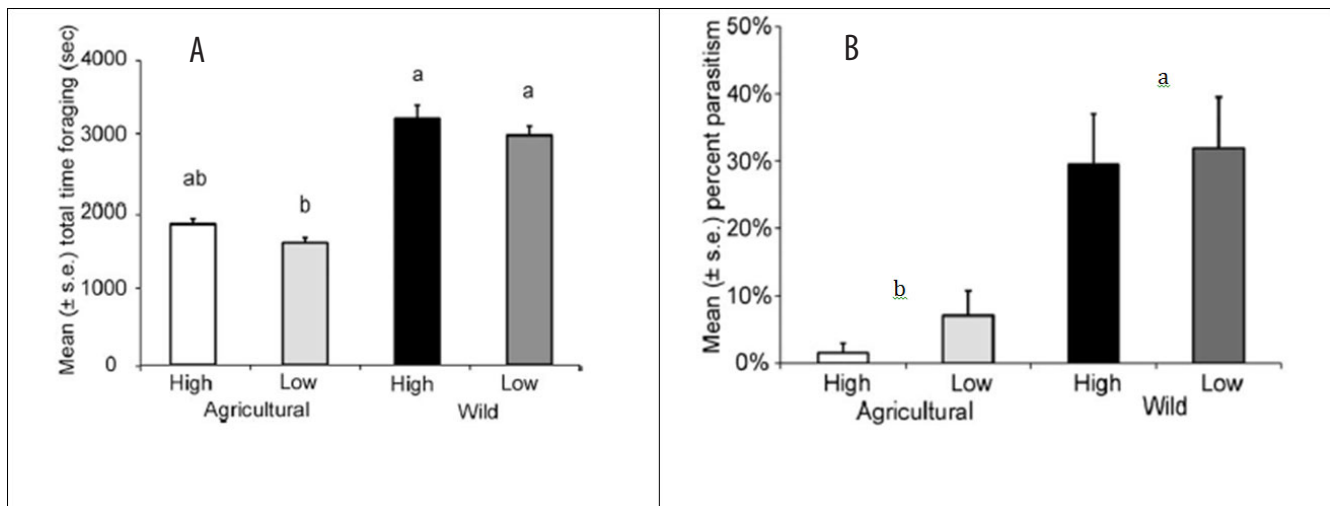 A
Mean (± s.e.) total time foraging (sec)
4000
3000
2000
1000
0
ab
b
a
a
High
Low
High
Low
Agricultural
Wild
B
Mean (± s.e.) percent parasitism
50%
40%
30%
20%
10%
0%
b
a
High
Low
High
Low
Agricultural
Wild